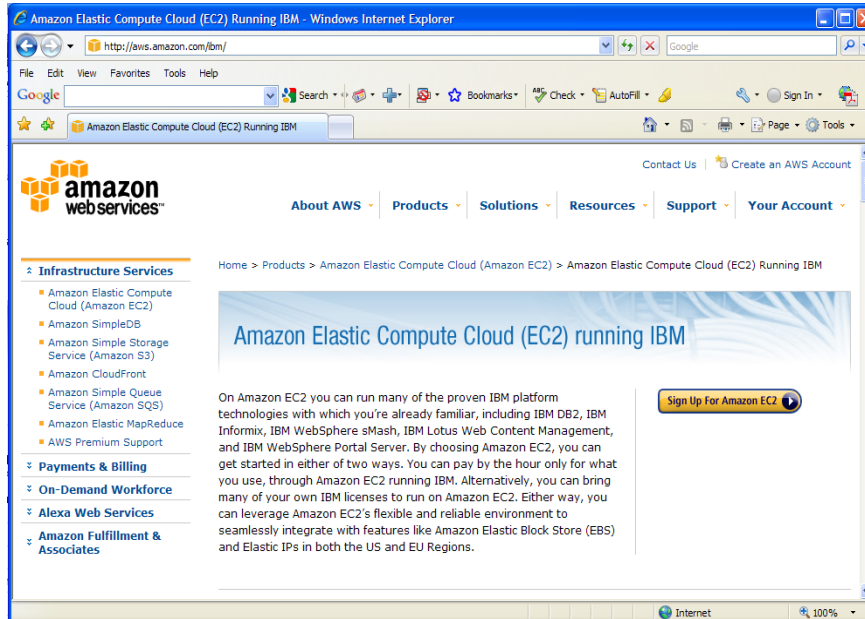 Amazon Elastic Compute Cloud (EC2) Running IBM - Windows Internet Explorer
http://aws.amazon.com/ibm/
Google
File Edit View Favorites Tools Help
Google Search Bookmarks ABC Check AutoFill Sign In
Amazon Elastic Compute Cloud (EC2) Running IBM Page Tools
Contact Us | Create an AWS Account
amazon
webservices™
About AWS Products Solutions Resources Support Your Account
Home > Products > Amazon Elastic Compute Cloud (Amazon EC2) > Amazon Elastic Compute Cloud (EC2) Running IBM
Infrastructure Services
Amazon Elastic Compute
Cloud (Amazon EC2)
Amazon SimpleDB
Amazon Simple Storage
Service (Amazon S3)
Amazon CloudFront
Amazon Simple Queue
Service (Amazon SQS)
Amazon Elastic MapReduce
AWS Premium Support
Payments & Billing
On-Demand Workforce
Alexa Web Services
Amazon Fulfillment &
Associates
Amazon Elastic Compute Cloud (EC2) running IBM
On Amazon EC2 you can run many of the proven IBM platform
technologies with which you're already familiar, including IBM DB2, IBM
Informix, IBM WebSphere sMash, IBM Lotus Web Content Management,
and IBM WebSphere Portal Server. By choosing Amazon EC2, you can
get started in either of two ways. You can pay by the hour only for what
you use, through Amazon EC2 running IBM. Alternatively, you can bring
many of your own IBM licenses to run on Amazon EC2. Either way, you
can leverage Amazon EC2's flexible and reliable environment to
seamlessly integrate with features like Amazon Elastic Block Store (EBS)
and Elastic IPs in both the US and EU Regions.
Sign Up For Amazon EC2
Internet 100%